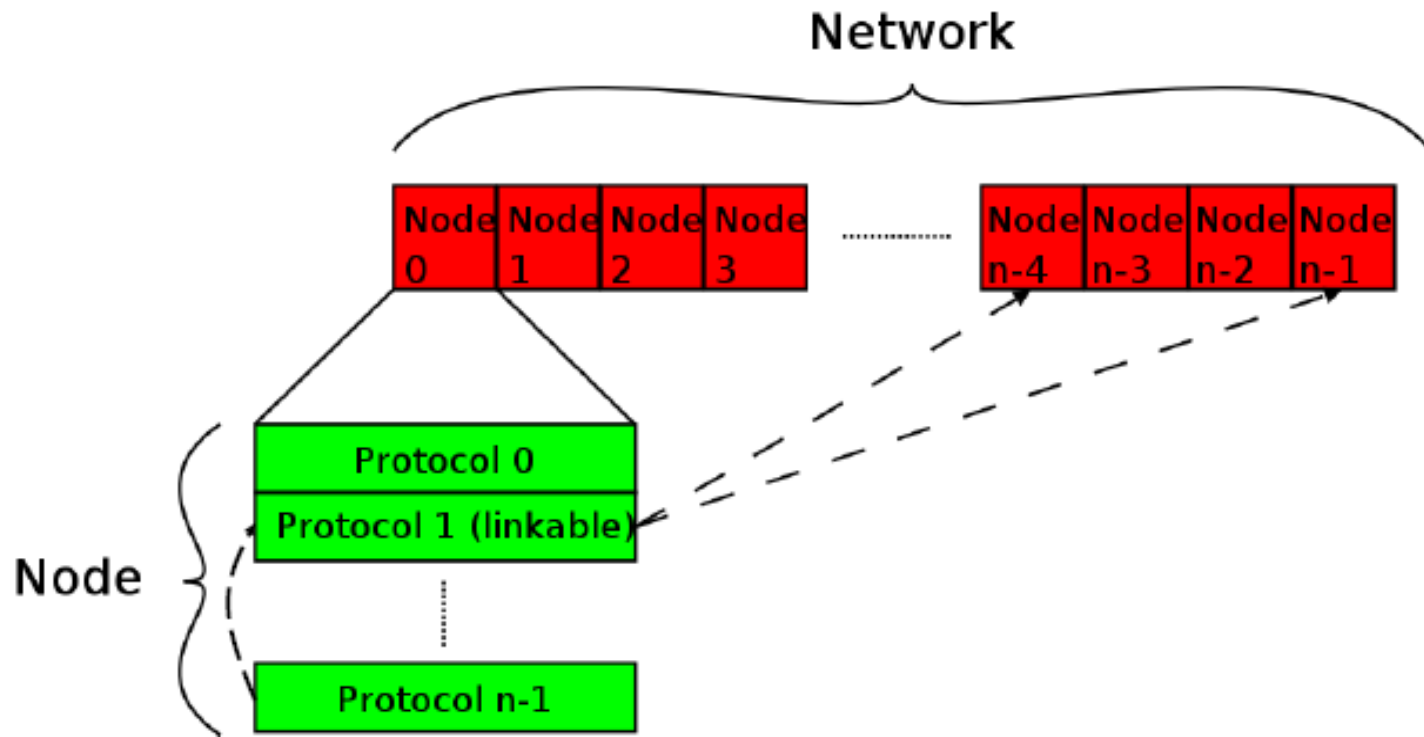 Network
Node Node Node Node Node Node Node Node
0 1 2 3 n-4 n-3 n-2 n-1
Protocol 0
Protocol 1 (linkable)
Node
Protocol n-1